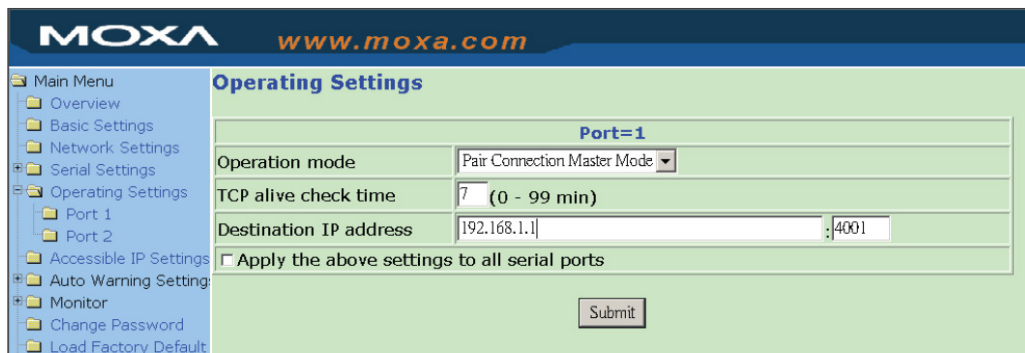 MOXA www.moxa.com
Main Menu
Overview
Basic Settings
Network Settings
Serial Settings
Operating Settings
Port 1
Port 2
Accessible IP Settings
Auto Warning Setting
Monitor
Change Password
Load Factory Default
Operating Settings
Port=1
Operation mode Pair Connection Master Mode
TCP alive check time 7 (0 - 99 min)
Destination IP address 192.168.1.1 : 4001
Apply the above settings to all serial ports
Submit